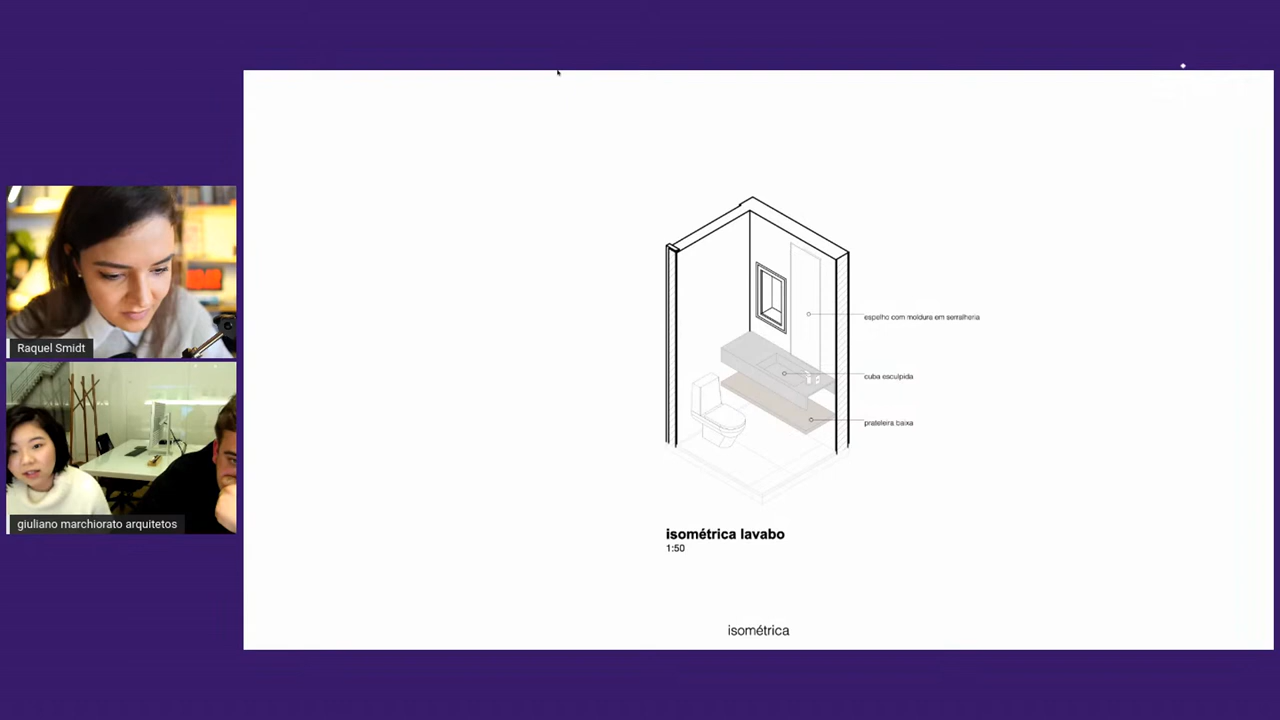 Raquel Smidt
giuliano marchiorato arquitetos
espelho com moldura em serralheria
cuba esculpida
prateleira baixa
isométrica lavabo
1:50
isométrica